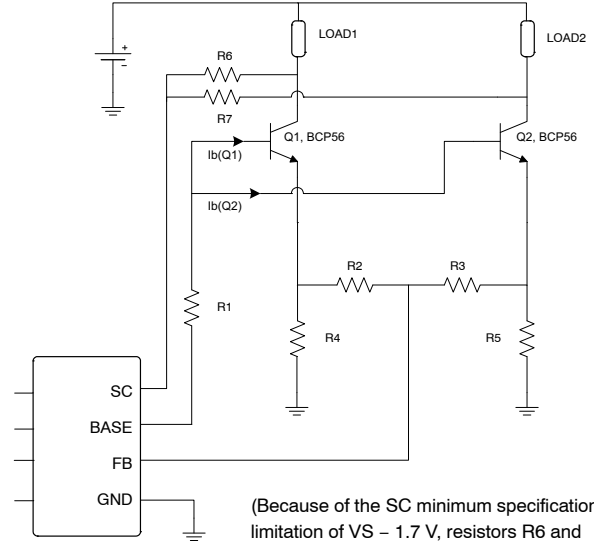 LOAD1
LOAD2
+
−
R6
R7
Q1, BCP56
Q2, BCP56
Ib(Q1)
Ib(Q2)
R2
R3
R1
R4
R5
SC
BASE
FB
GND
(Because of the SC minimum specification
limitation of VS − 1.7 V, resistors R6 and